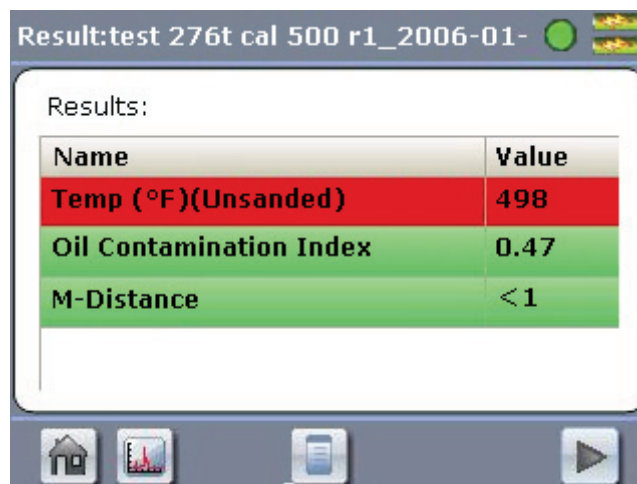 Result:test 276t cal 500 r1_2006-01-
Results:
Name Value
Temp (°F)(Unsanded) 498
Oil Contamination Index 0.47
M-Distance <1